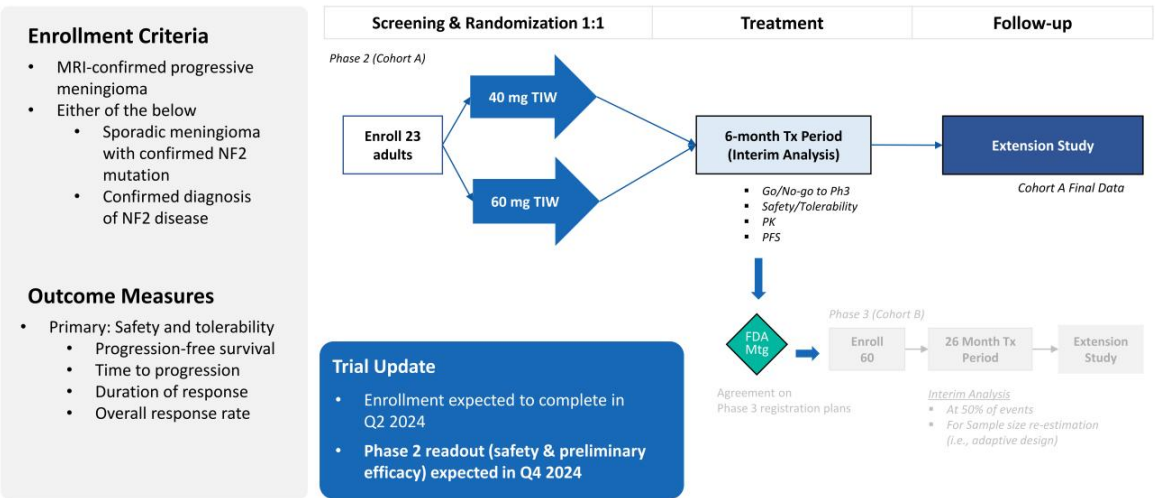 Enrollment Criteria
• MRI-confirmed progressive
meningioma
• Either of the below
• Sporadic meningioma
with confirmed NF2
mutation
• Confirmed diagnosis
of NF2 disease
Outcome Measures
• Primary: Safety and tolerability
• Progression-free survival
• Time to progression
• Duration of response
• Overall response rate
Screening & Randomization 1:1
Treatment
Follow-up
Phase 2 (Cohort A)
Enroll 23
adults
40 mg TIW
60 mg TIW
6-month Tx Period
(Interim Analysis)
▪ Go/No-go to Ph3
▪ Safety/Tolerability
▪ PK
▪ PFS
Extension Study
Cohort A Final Data
FDA
Mtg
Agreement on
Phase 3 registration plans
Phase 3 (Cohort B)
Enroll
60
26 Month Tx
Period
Extension
Study
Interim Analysis
▪ At 50% of events
▪ For Sample size re-estimation
(i.e., adaptive design)
Trial Update
• Enrollment expected to complete in
Q2 2024
• Phase 2 readout (safety & preliminary
efficacy) expected in Q4 2024